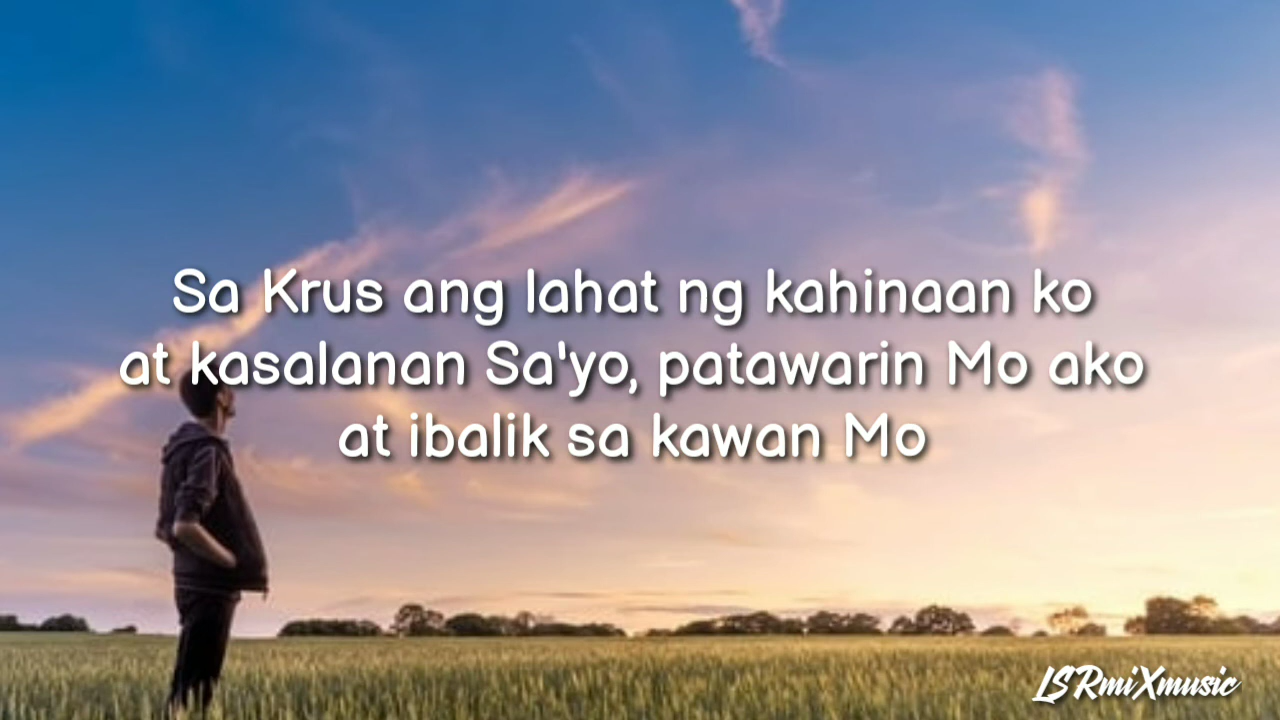 Sa Krus ang lahat ng kahinaan ko
at kasalanan Sa'yo, patawarin Mo ako
at ibalik sa kawan Mo
LSRmiXmusic